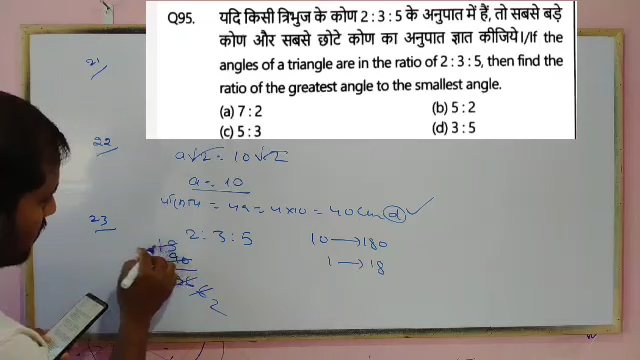 Q95. यदि किसी त्रिभुज के कोण 2 : 3 : 5 के अनुपात में हैं, तो सबसे बड़े
कोण और सबसे छोटे कोण का अनुपात ज्ञात कीजिये I/If the
angles of a triangle are in the ratio of 2 : 3 : 5, then find the
ratio of the greatest angle to the smallest angle.
(a) 7 : 2 (b) 5 : 2
(c) 5 : 3 (d) 3 : 5
21
22
a√2 = 10√2
a = 10
= 4a = 4×10 = 40 cm (d) ✓
23
2 : 3 : 5 10 → 180
1 → 18
2